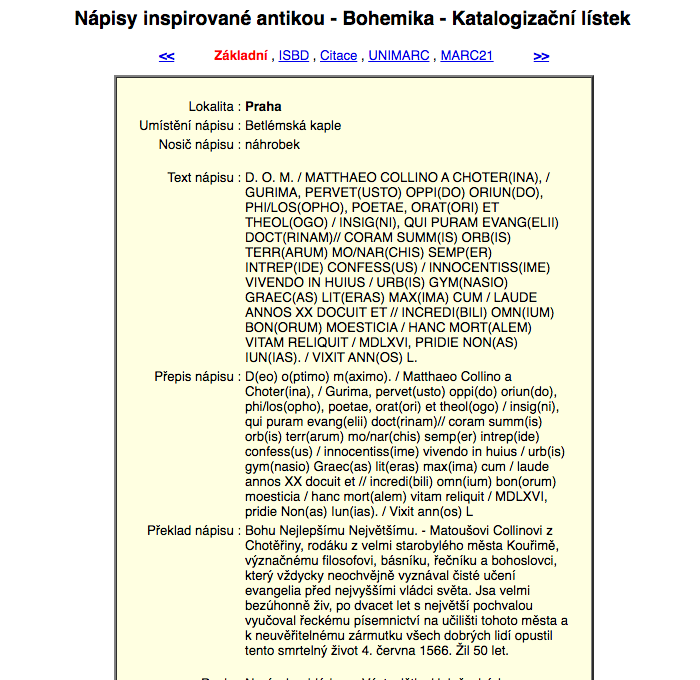 Nápisy inspirované antikou - Bohemika - Katalogizační lístek
<< Základní , ISBD , Citace , UNIMARC , MARC21 >>
Lokalita : Praha
Umístění nápisu : Betlémská kaple
Nosič nápisu : náhrobek
Text nápisu : D. O. M. / MATTHAEO COLLINO A CHOTER(INA), /
GURIMA, PERVET(USTO) OPPI(DO) ORIUN(DO),
PHI/LOS(OPHO), POETAE, ORAT(ORI) ET
THEOL(OGO) / INSIG(NI), QUI PURAM EVANG(ELII)
DOCT(RINAM)// CORAM SUMM(IS) ORB(IS)
TERR(ARUM) MO/NAR(CHIS) SEMP(ER)
INTREP(IDE) CONFESS(US) / INNOCENTISS(IME)
VIVENDO IN HUIUS / URB(IS) GYM(NASIO)
GRAEC(AS) LIT(ERAS) MAX(IMA) CUM / LAUDE
ANNOS XX DOCUIT ET // INCREDI(BILI) OMN(IUM)
BON(ORUM) MOESTICIA / HANC MORT(ALEM)
VITAM RELIQUIT / MDLXVI, PRIDIE NON(AS)
IUN(IAS). / VIXIT ANN(OS) L.
Přepis nápisu : D(eo) o(ptimo) m(aximo). / Matthaeo Collino a
Choter(ina), / Gurima, pervet(usto) oppi(do) oriun(do),
phi/los(opho), poetae, orat(ori) et theol(ogo) / insig(ni),
qui puram evang(elii) doct(rinam)// coram summ(is)
orb(is) terr(arum) mo/nar(chis) semp(er) intrep(ide)
confess(us) / innocentiss(ime) vivendo in huius / urb(is)
gym(nasio) Graec(as) lit(eras) max(ima) cum / laude
annos XX docuit et // incredi(bili) omn(ium) bon(orum)
moesticia / hanc mort(alem) vitam reliquit / MDLXVI,
pridie Non(as) Iun(ias). / Vixit ann(os) L
Překlad nápisu : Bohu Nejlepšímu Největšímu. - Matoušovi Collinovi z
Chotěřiny, rodáku z velmi starobylého města Kouřimě,
význačnému filosofovi, básníku, řečníku a bohoslovci,
který vždycky neochvějně vyznával čisté učení
evangelia před nejvyššími vládci světa. Jsa velmi
bezúhonně živ, po dvacet let s největší pochvalou
vyučoval řeckému písemnictví na učilišti tohoto města a
k neuvěřitelnému zármutku všech dobrých lidí opustil
tento smrtelný život 4. června 1566. Žil 50 let.